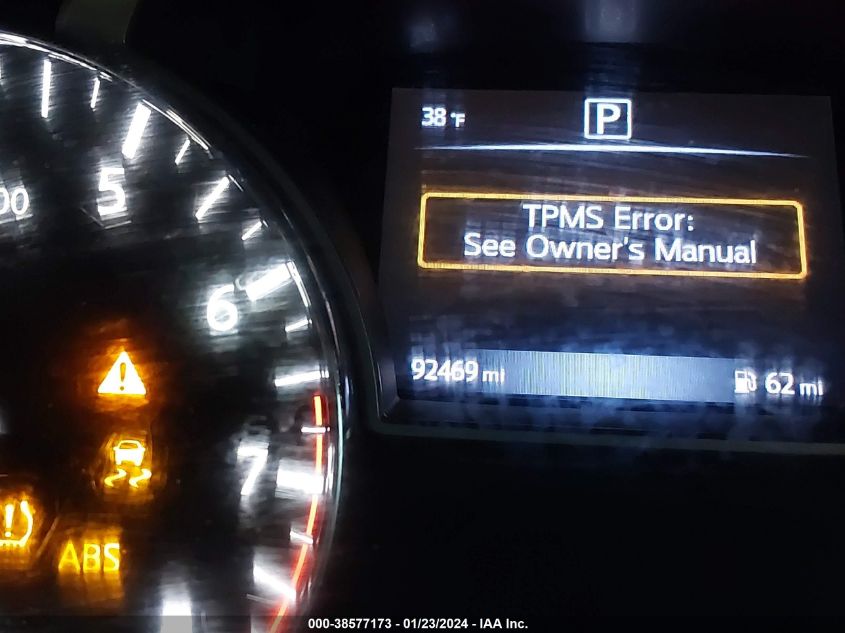 38 °F
P
5
00
TPMS Error:
See Owner's Manual
6
92469 mi
62 mi
7
ABS
000-38577173 - 01/23/2024 - IAA Inc.